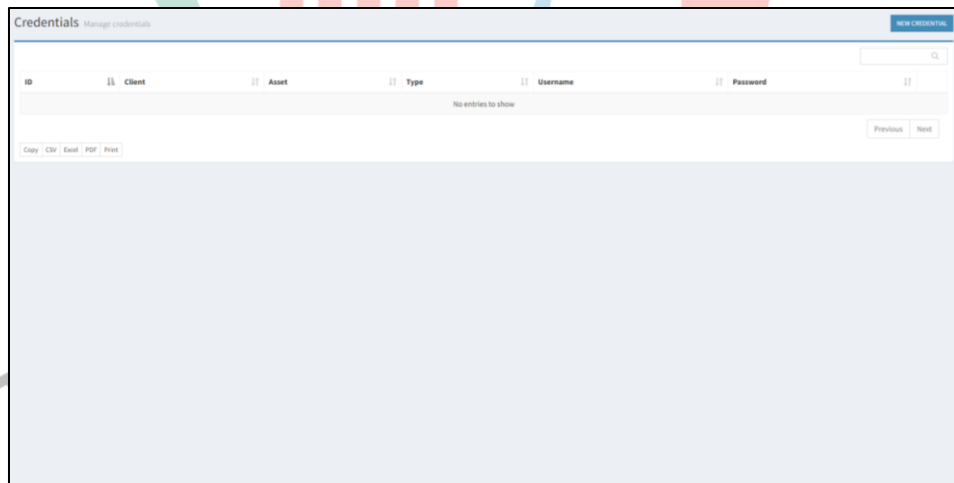 Credentials Manage credentials
NEW CREDENTIAL
ID Client Asset Type Username Password
No entries to show
Previous Next
Copy CSV Excel PDF Print